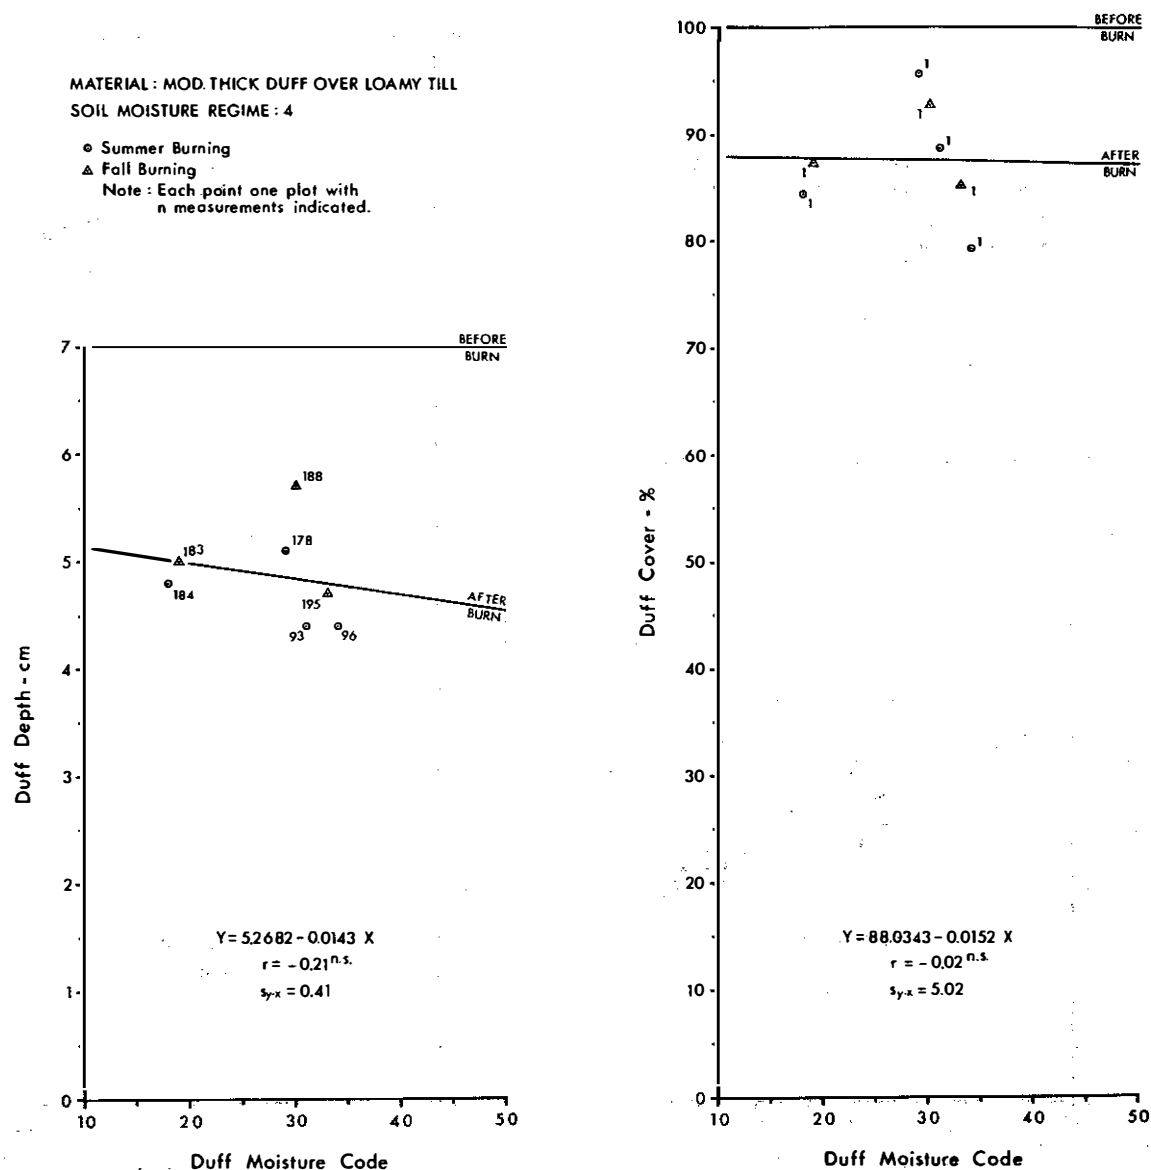 MATERIAL : MOD. THICK DUFF OVER LOAMY TILL
SOIL MOISTURE REGIME : 4
Summer Burning
Fall Burning
Note : Each point one plot with
n measurements indicated.
7
6
5
4
3
2
1
0
10
20
30
40
50
Duff Depth - cm
Duff Moisture Code
BEFORE
BURN
188
178
183
184
195
93
96
AFTER
BURN
Y = 5.2682 - 0.0143 X
r = -0.21 n.s.
sy·x = 0.41
100
90
80
70
60
50
40
30
20
10
0
10
20
30
40
50
Duff Cover - %
Duff Moisture Code
BEFORE
BURN
1
1
1
1
1
1
1
AFTER
BURN
Y = 88.0343 - 0.0152 X
r = -0.02 n.s.
sy·x = 5.02